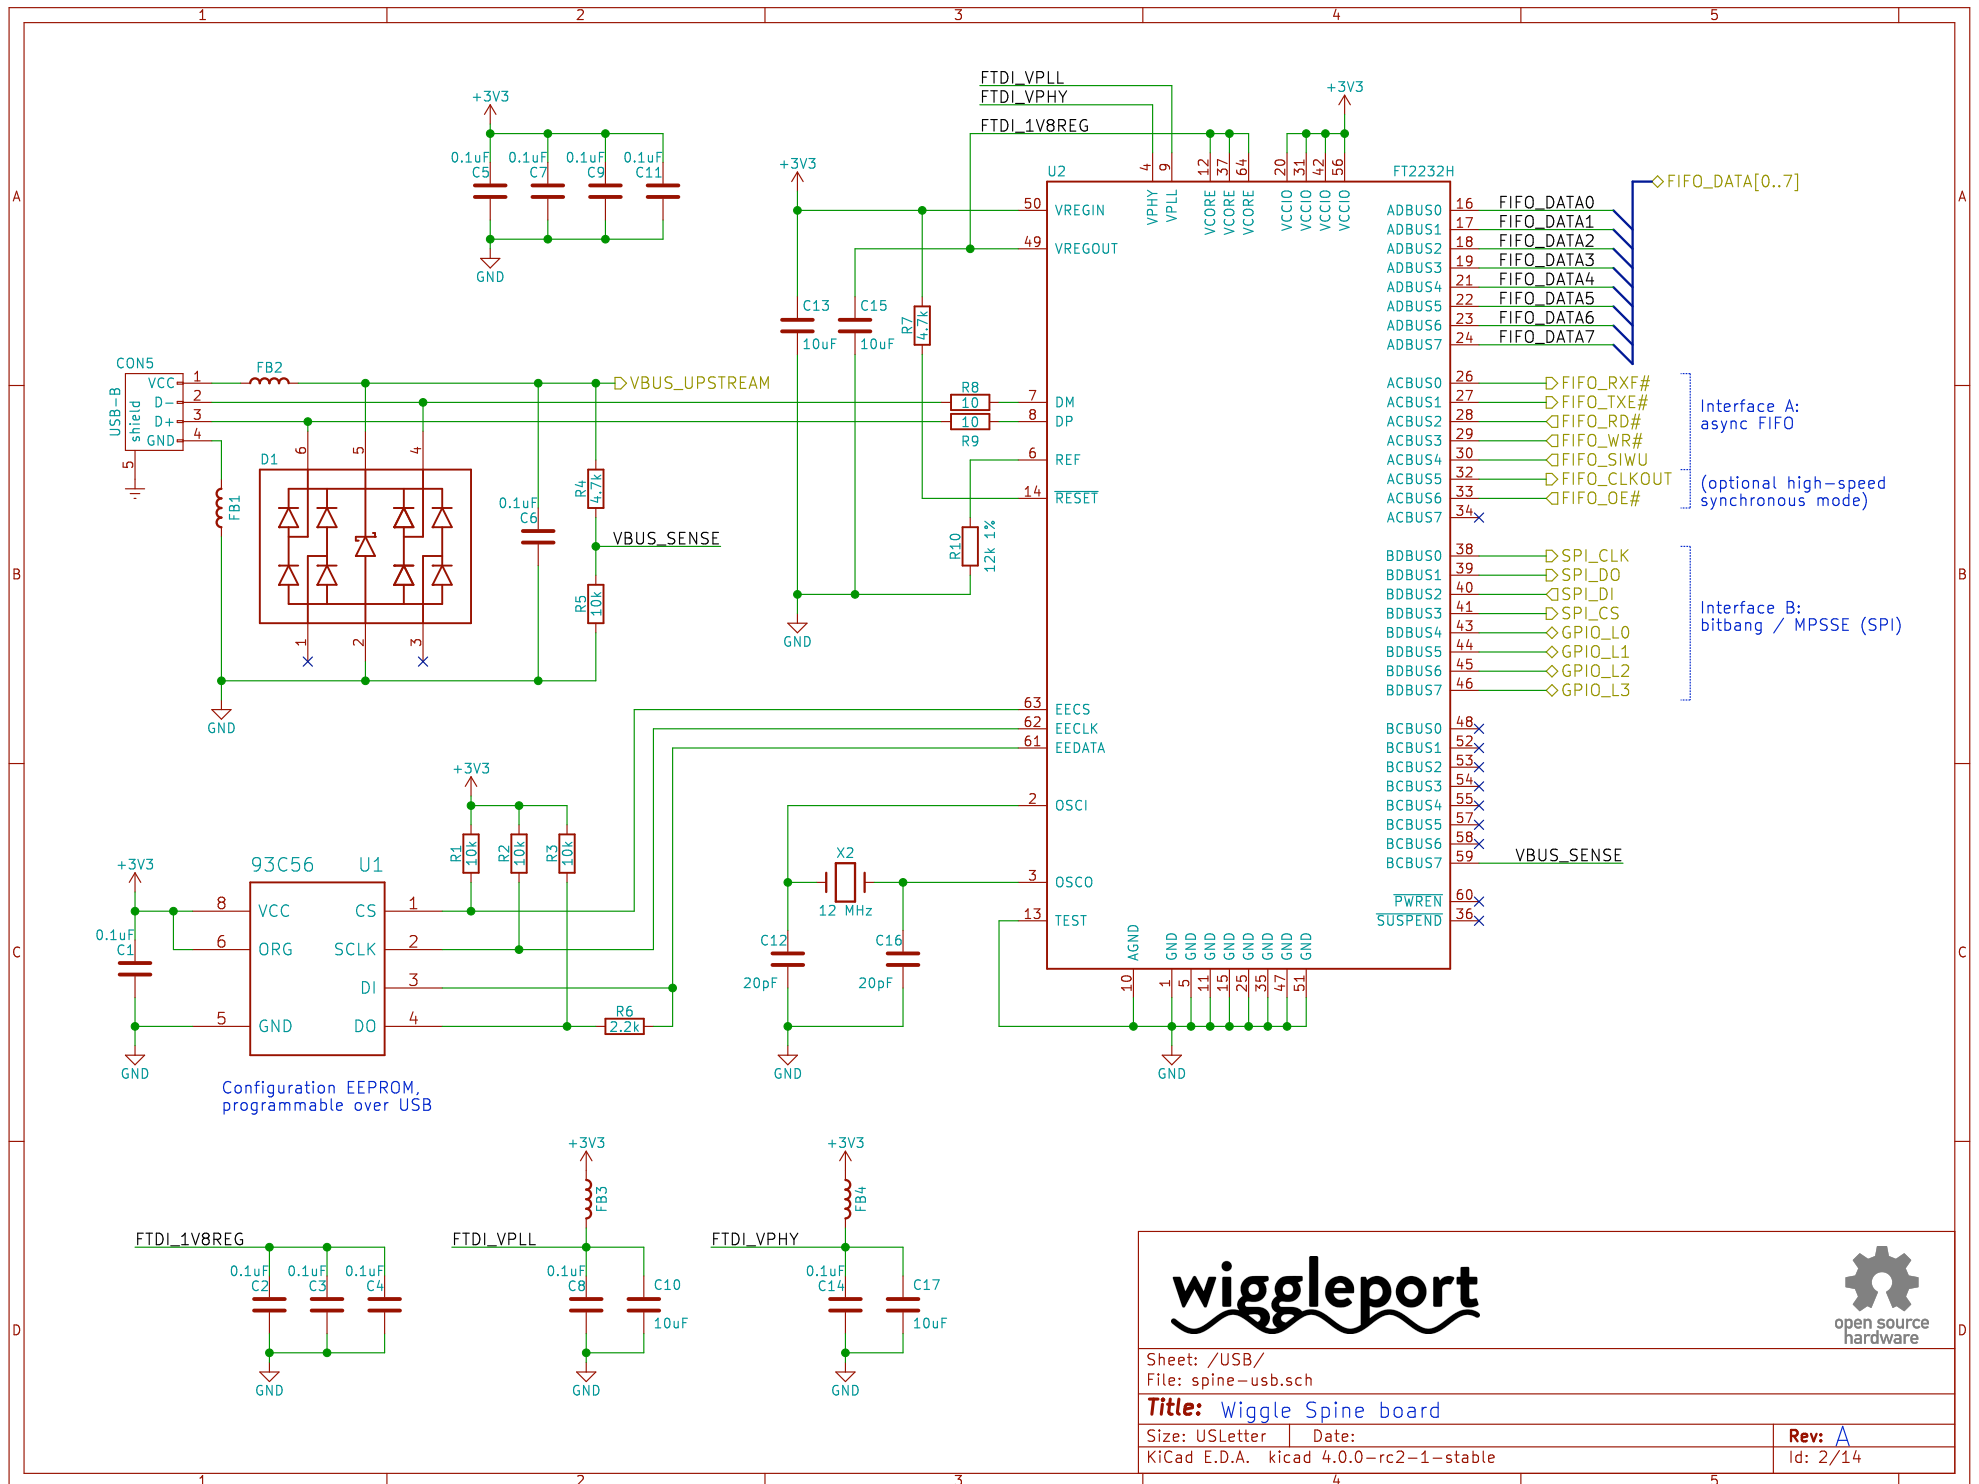 1 2 3 4 5
A
B
C
D
A
B
C
D
1 2 3 4 5
+3V3
0.1uF 0.1uF 0.1uF 0.1uF
C5 C7 C9 C11
GND
FTDI_VPLL
FTDI_VPHY
FTDI_1V8REG
+3V3
+3V3
C13 10uF
C15 10uF
R7 4.7k
GND
CON5
USB-B
shield
VCC 1
D- 2
D+ 3
GND 4
5
FB2
FB1
VBUS_UPSTREAM
D1
6 5 4
1 2 3
0.1uF
C6
R4 4.7k
VBUS_SENSE
R5 10k
GND
R8
10
10
R9
R10 12k 1%
U2
FT2232H
4 9 12 37 64 20 31 42 56
VPHY VPLL VCORE VCORE VCORE VCCIO VCCIO VCCIO VCCIO
50 VREGIN
49 VREGOUT
7 DM
8 DP
6 REF
14 RESET
63 EECS
62 EECLK
61 EEDATA
2 OSCI
3 OSCO
13 TEST
AGND GND GND GND GND GND GND GND GND
10 1 5 11 15 25 35 47 51
GND
ADBUS0 16 FIFO_DATA0
ADBUS1 17 FIFO_DATA1
ADBUS2 18 FIFO_DATA2
ADBUS3 19 FIFO_DATA3
ADBUS4 21 FIFO_DATA4
ADBUS5 22 FIFO_DATA5
ADBUS6 23 FIFO_DATA6
ADBUS7 24 FIFO_DATA7
FIFO_DATA[0..7]
ACBUS0 26 FIFO_RXF#
ACBUS1 27 FIFO_TXE#
ACBUS2 28 FIFO_RD#
ACBUS3 29 FIFO_WR#
ACBUS4 30 FIFO_SIWU
ACBUS5 32 FIFO_CLKOUT
ACBUS6 33 FIFO_OE#
ACBUS7 34
Interface A:
async FIFO
(optional high-speed
synchronous mode)
BDBUS0 38 SPI_CLK
BDBUS1 39 SPI_DO
BDBUS2 40 SPI_DI
BDBUS3 41 SPI_CS
BDBUS4 43 GPIO_L0
BDBUS5 44 GPIO_L1
BDBUS6 45 GPIO_L2
BDBUS7 46 GPIO_L3
Interface B:
bitbang / MPSSE (SPI)
BCBUS0 48
BCBUS1 52
BCBUS2 53
BCBUS3 54
BCBUS4 55
BCBUS5 57
BCBUS6 58
BCBUS7 59 VBUS_SENSE
PWREN 60
SUSPEND 36
+3V3
R1 10k
R2 10k
R3 10k
+3V3
0.1uF
C1
GND
93C56 U1
8 VCC CS 1
6 ORG SCLK 2
DI 3
5 GND DO 4
R6
2.2k
Configuration EEPROM,
programmable over USB
X2
12 MHz
C12 C16
20pF 20pF
GND
FTDI_1V8REG
0.1uF 0.1uF 0.1uF
C2 C3 C4
GND
+3V3
FB3
FTDI_VPLL
0.1uF
C8
C10
10uF
GND
+3V3
FB4
FTDI_VPHY
0.1uF
C14
C17
10uF
GND
wiggleport
open source
hardware
Sheet: /USB/
File: spine-usb.sch
Title: Wiggle Spine board
Size: USLetter Date: Rev: A
KiCad E.D.A. kicad 4.0.0-rc2-1-stable Id: 2/14